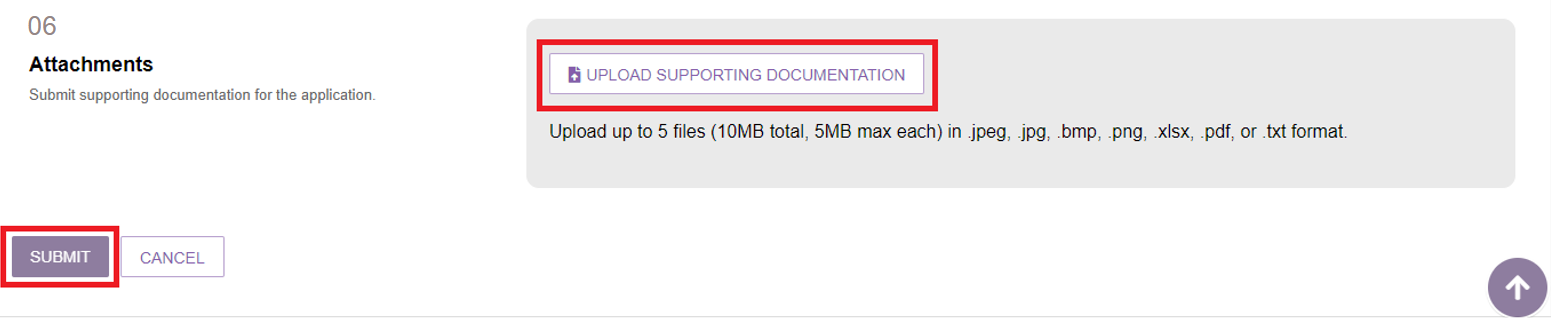 06
Attachments
Submit supporting documentation for the application.
UPLOAD SUPPORTING DOCUMENTATION
Upload up to 5 files (10MB total, 5MB max each) in .jpeg, .jpg, .bmp, .png, .xlsx, .pdf, or .txt format.
SUBMIT
CANCEL